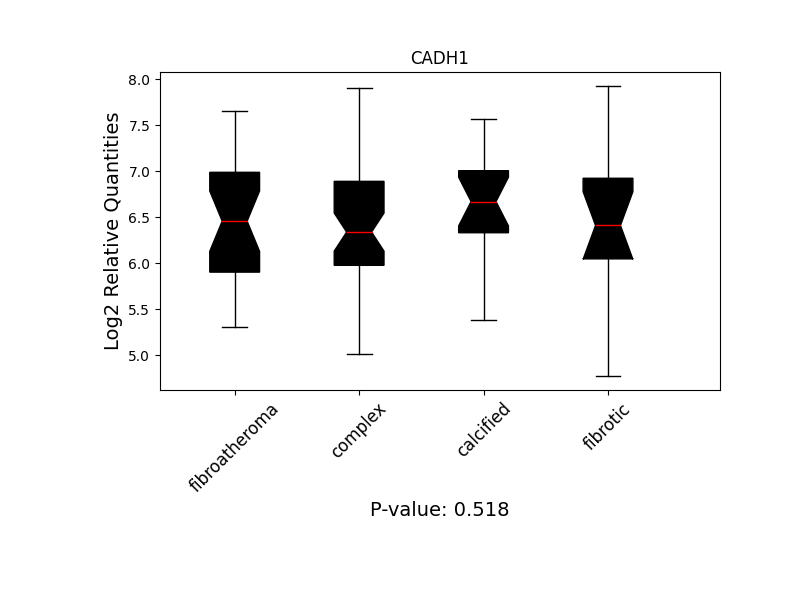 CADH1
Log2 Relative Quantities
8.0
7.5
7.0
6.5
6.0
5.5
5.0
fibroatheroma
complex
calcified
fibrotic
P-value: 0.518